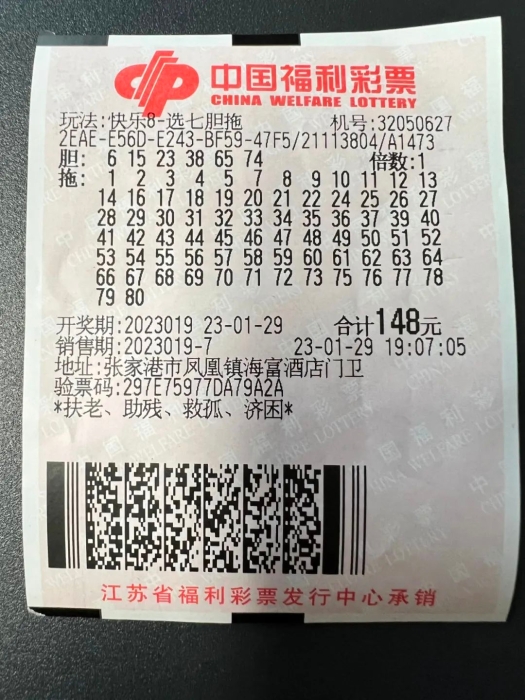 中国福利彩票
CHINA WELFARE LOTTERY
玩法:快乐8-选七胆拖 机号:32050627
2EAE-E56D-E243-BF59-47F5/21113804/A1473
胆: 6 15 23 38 65 74 倍数:1
拖: 1 2 3 4 5 7 8 9 10 11 12 13
14 16 17 18 19 20 21 22 24 25 26 27
28 29 30 31 32 33 34 35 36 37 39 40
41 42 43 44 45 46 47 48 49 50 51 52
53 54 55 56 57 58 59 60 61 62 63 64
66 67 68 69 70 71 72 73 75 76 77 78
79 80
开奖期:2023019 23-01-29 合计148元
销售期:2023019-7 23-01-29 19:07:05
地址:张家港市凤凰镇海富酒店门卫
验票码:297E75977DA79A2A
*扶老、助残、救孤、济困*
江苏省福利彩票发行中心承销